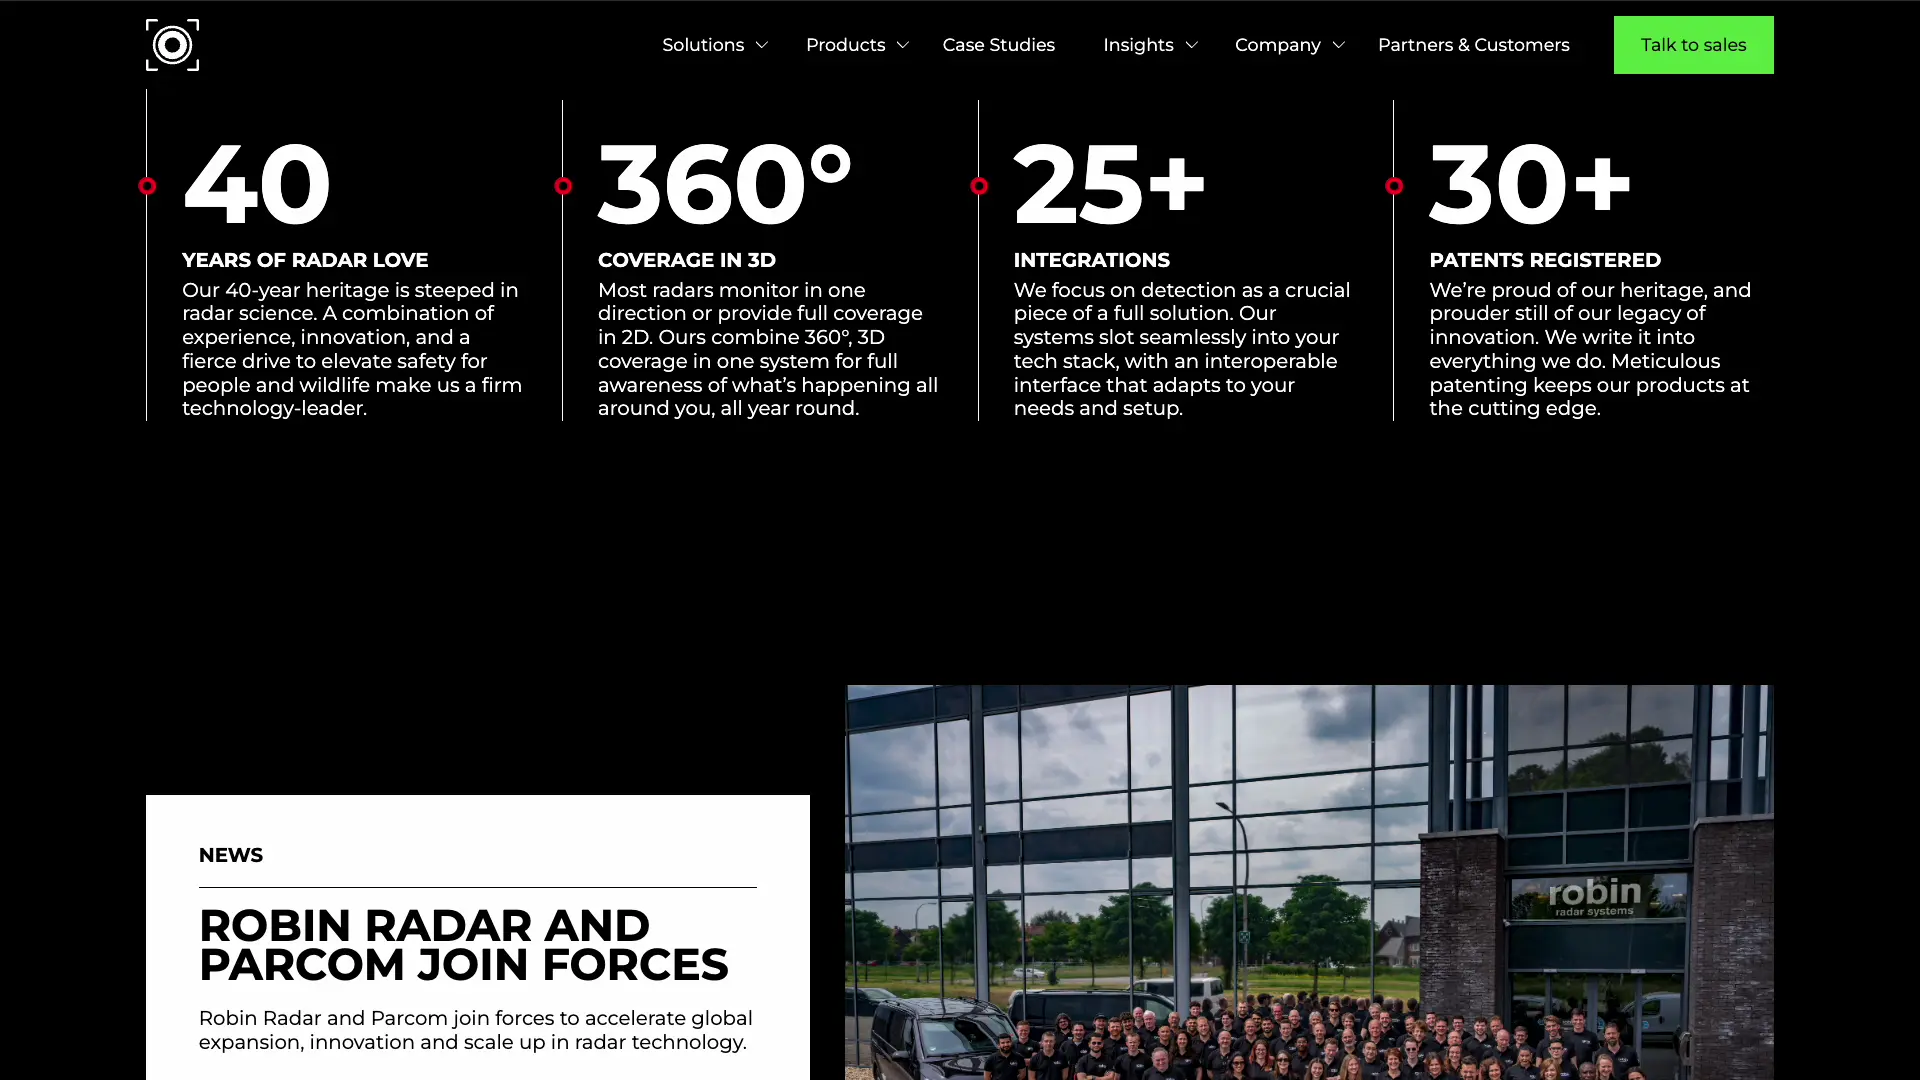 Solutions
Products
Case Studies
Insights
Company
Partners & Customers
Talk to sales
40
YEARS OF RADAR LOVE
Our 40-year heritage is steeped in
radar science. A combination of
experience, innovation, and a
fierce drive to elevate safety for
people and wildlife make us a firm
technology-leader.
360°
COVERAGE IN 3D
Most radars monitor in one
direction or provide full coverage
in 2D. Ours combine 360°, 3D
coverage in one system for full
awareness of what’s happening all
around you, all year round.
25+
INTEGRATIONS
We focus on detection as a crucial
piece of a full solution. Our
systems slot seamlessly into your
tech stack, with an interoperable
interface that adapts to your
needs and setup.
30+
PATENTS REGISTERED
We’re proud of our heritage, and
prouder still of our legacy of
innovation. We write it into
everything we do. Meticulous
patenting keeps our products at
the cutting edge.
NEWS
ROBIN RADAR AND
PARCOM JOIN FORCES
Robin Radar and Parcom join forces to accelerate global
expansion, innovation and scale up in radar technology.
robin
radar systems